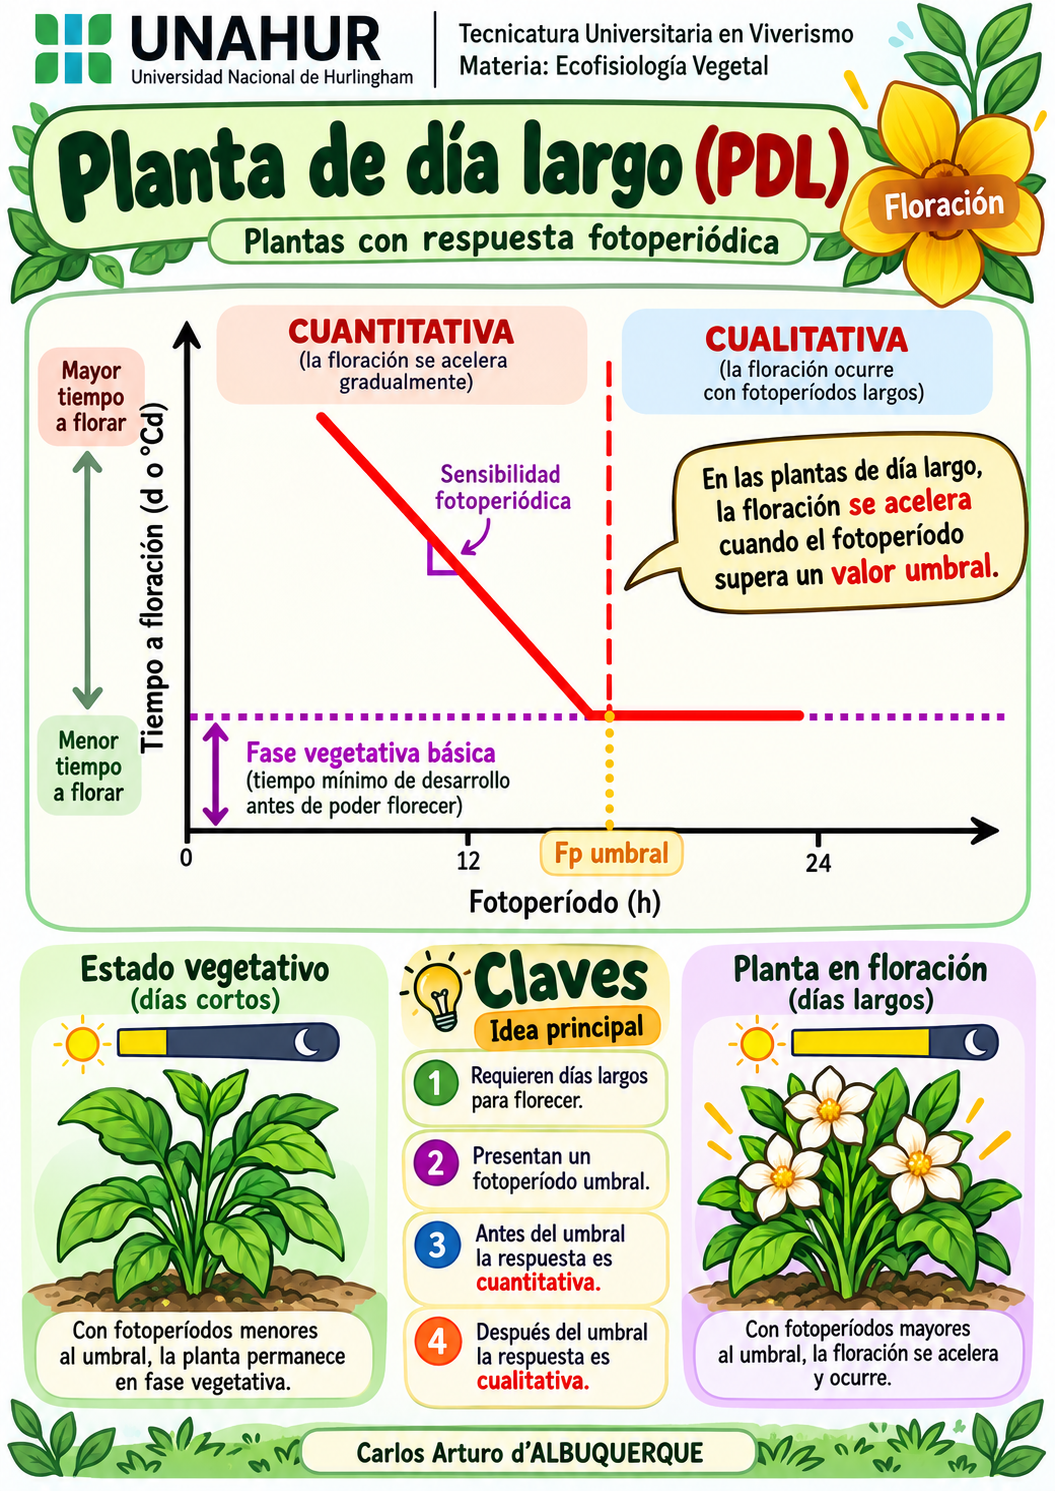 UNAHUR
Universidad Nacional de Hurlingham
Tecnicatura Universitaria en Viverismo
Materia: Ecofisiología Vegetal
Planta de día largo (PDL)
Plantas con respuesta fotoperiódica
Floración
CUANTITATIVA
(la floración se acelera
gradualmente)
CUALITATIVA
(la floración ocurre
con fotoperíodos largos)
Mayor
tiempo
a florar
Menor
tiempo
a florar
Tiempo a floración (d o °Cd)
Sensibilidad
fotoperiódica
En las plantas de día largo,
la floración se acelera
cuando el fotoperíodo
supera un valor umbral.
Fase vegetativa básica
(tiempo mínimo de desarrollo
antes de poder florecer)
0
12
Fp umbral
24
Fotoperíodo (h)
Estado vegetativo
(días cortos)
Con fotoperíodos menores
al umbral, la planta permanece
en fase vegetativa.
Claves
Idea principal
1 Requieren días largos
para florecer.
2 Presentan un
fotoperíodo umbral.
3 Antes del umbral
la respuesta es
cuantitativa.
4 Después del umbral
la respuesta es
cualitativa.
Planta en floración
(días largos)
Con fotoperíodos mayores
al umbral, la floración se acelera
y ocurre.
Carlos Arturo d'ALBUQUERQUE